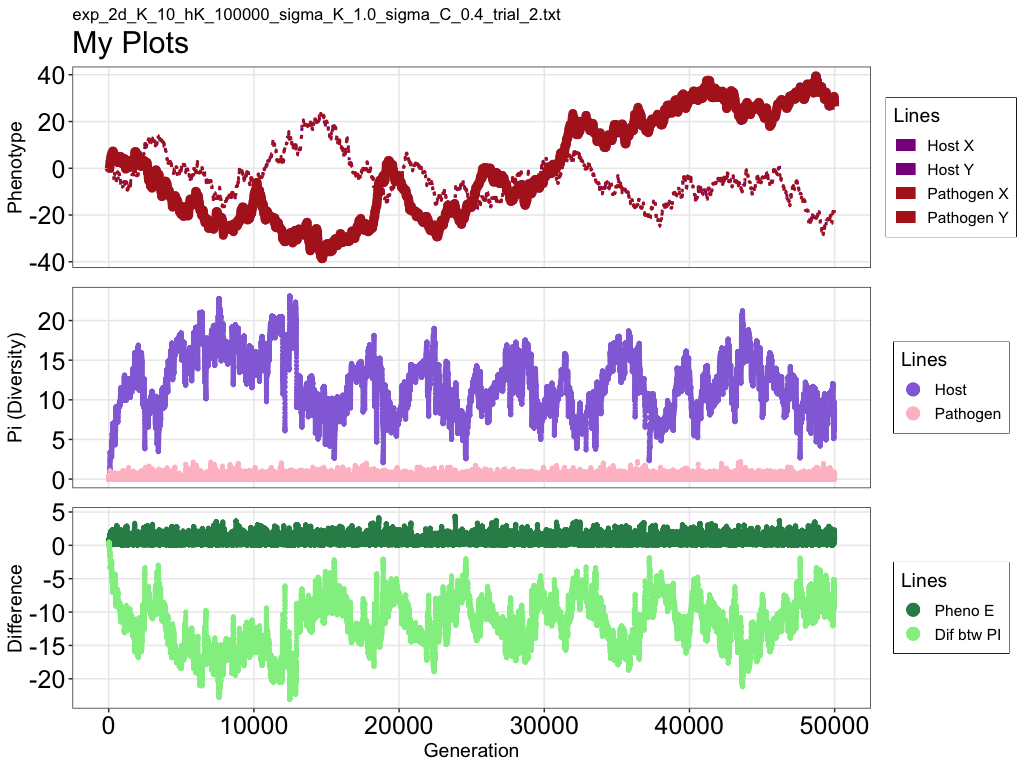 exp_2d_K_10_hK_100000_sigma_K_1.0_sigma_C_0.4_trial_2.txt
My Plots
Phenotype
40
20
0
-20
-40
Lines
Host X
Host Y
Pathogen X
Pathogen Y
Pi (Diversity)
20
15
10
5
0
Lines
Host
Pathogen
Difference
5
0
-5
-10
-15
-20
Lines
Pheno E
Dif btw PI
0 10000 20000 30000 40000 50000
Generation